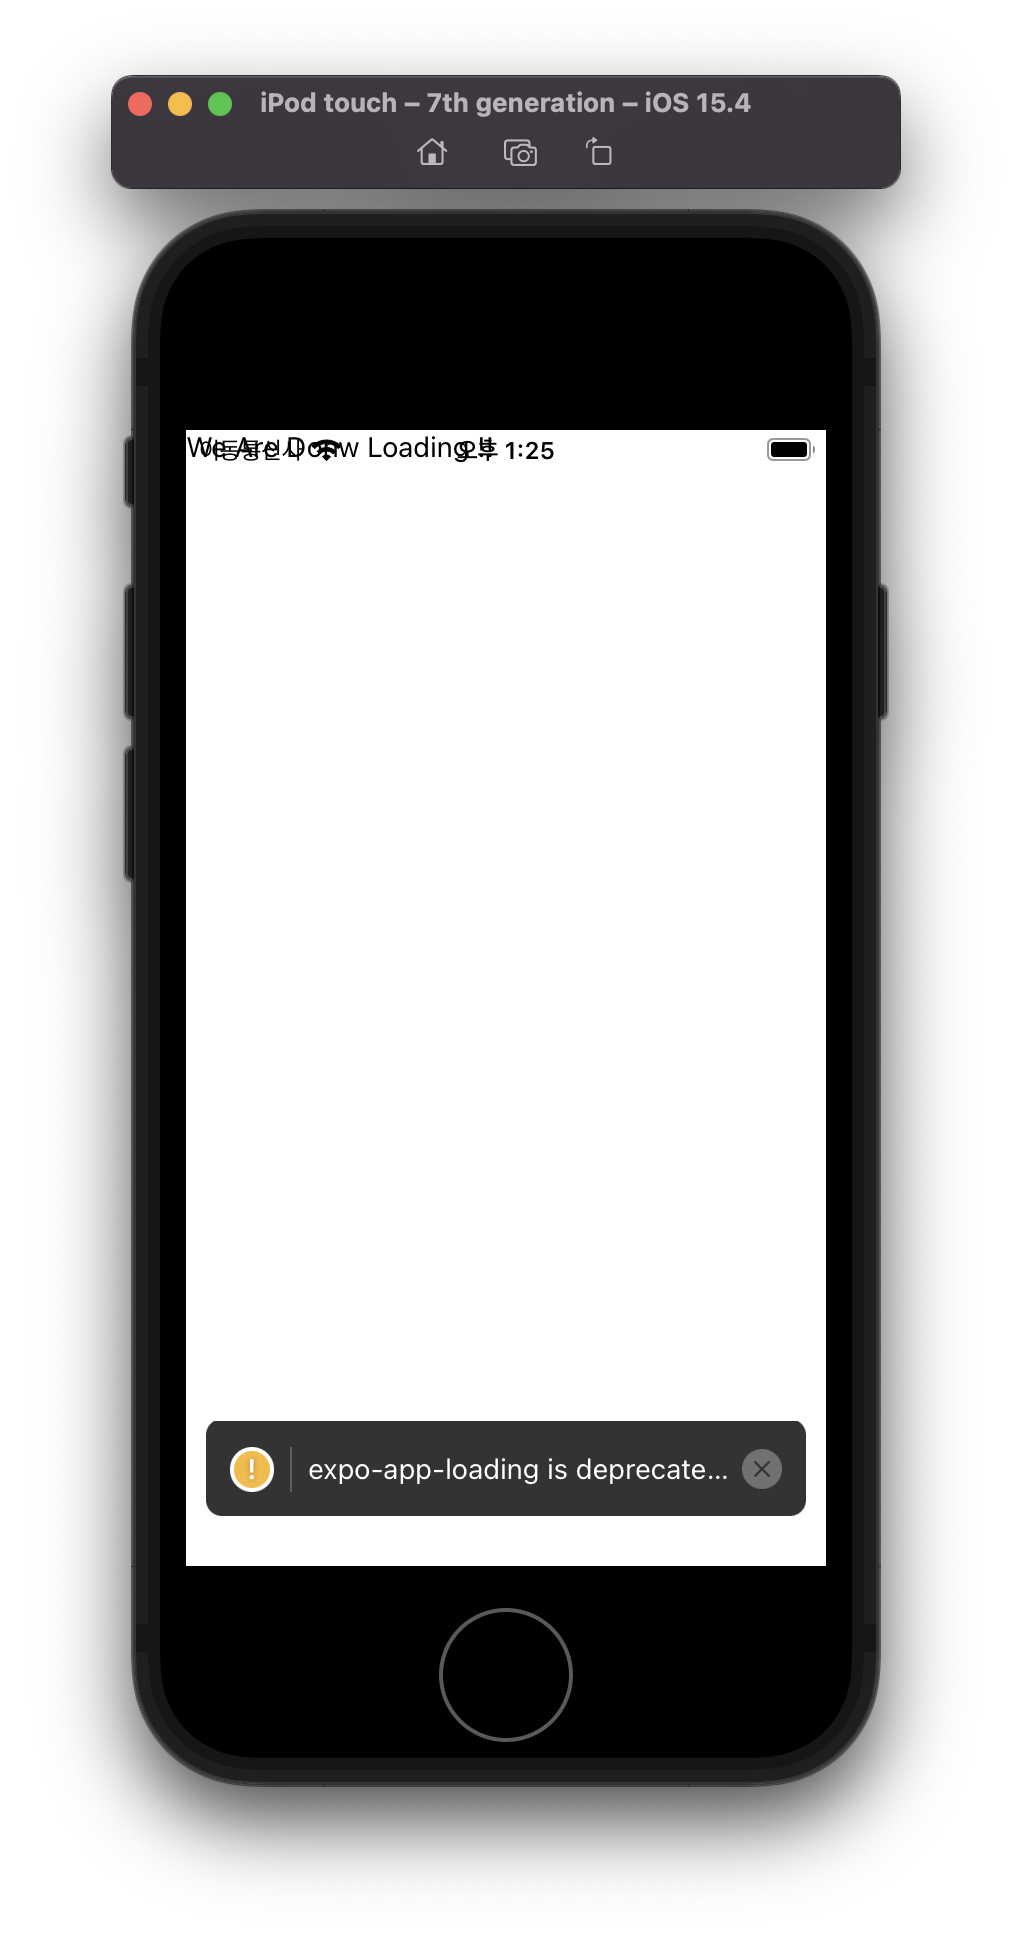 iPod touch – 7th generation – iOS 15.4
We Are Donw Loading!!
이동통신사
오후 1:25
expo-app-loading is deprecate...